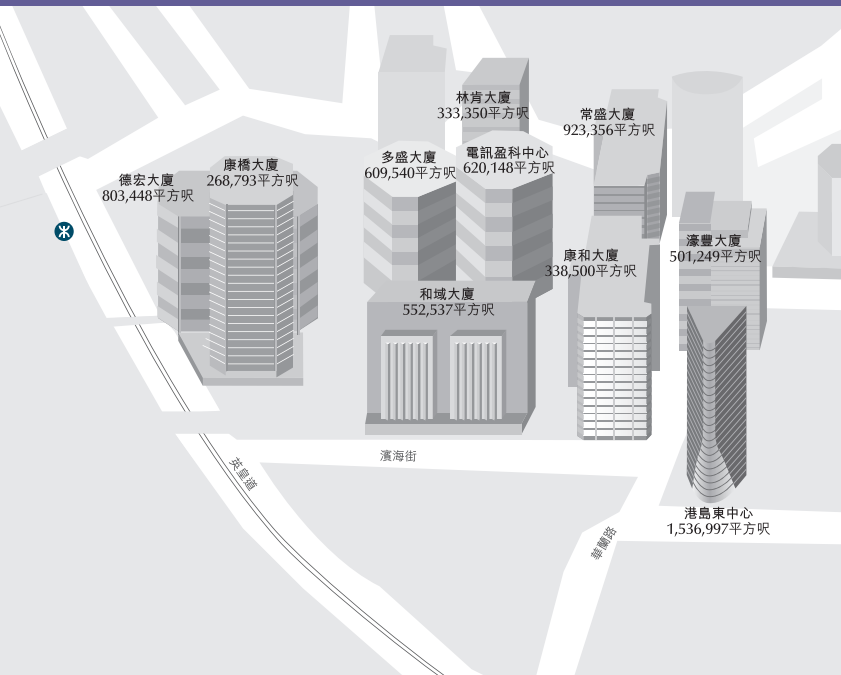 林肯大廈
333,350平方呎
常盛大廈
923,356平方呎
多盛大廈
609,540平方呎
電訊盈科中心
620,148平方呎
康橋大廈
268,793平方呎
德宏大廈
803,448平方呎
濠豐大廈
501,249平方呎
康和大廈
338,500平方呎
和域大廈
552,537平方呎
濱海街
英皇道
港島東中心
1,536,997平方呎
華蘭路